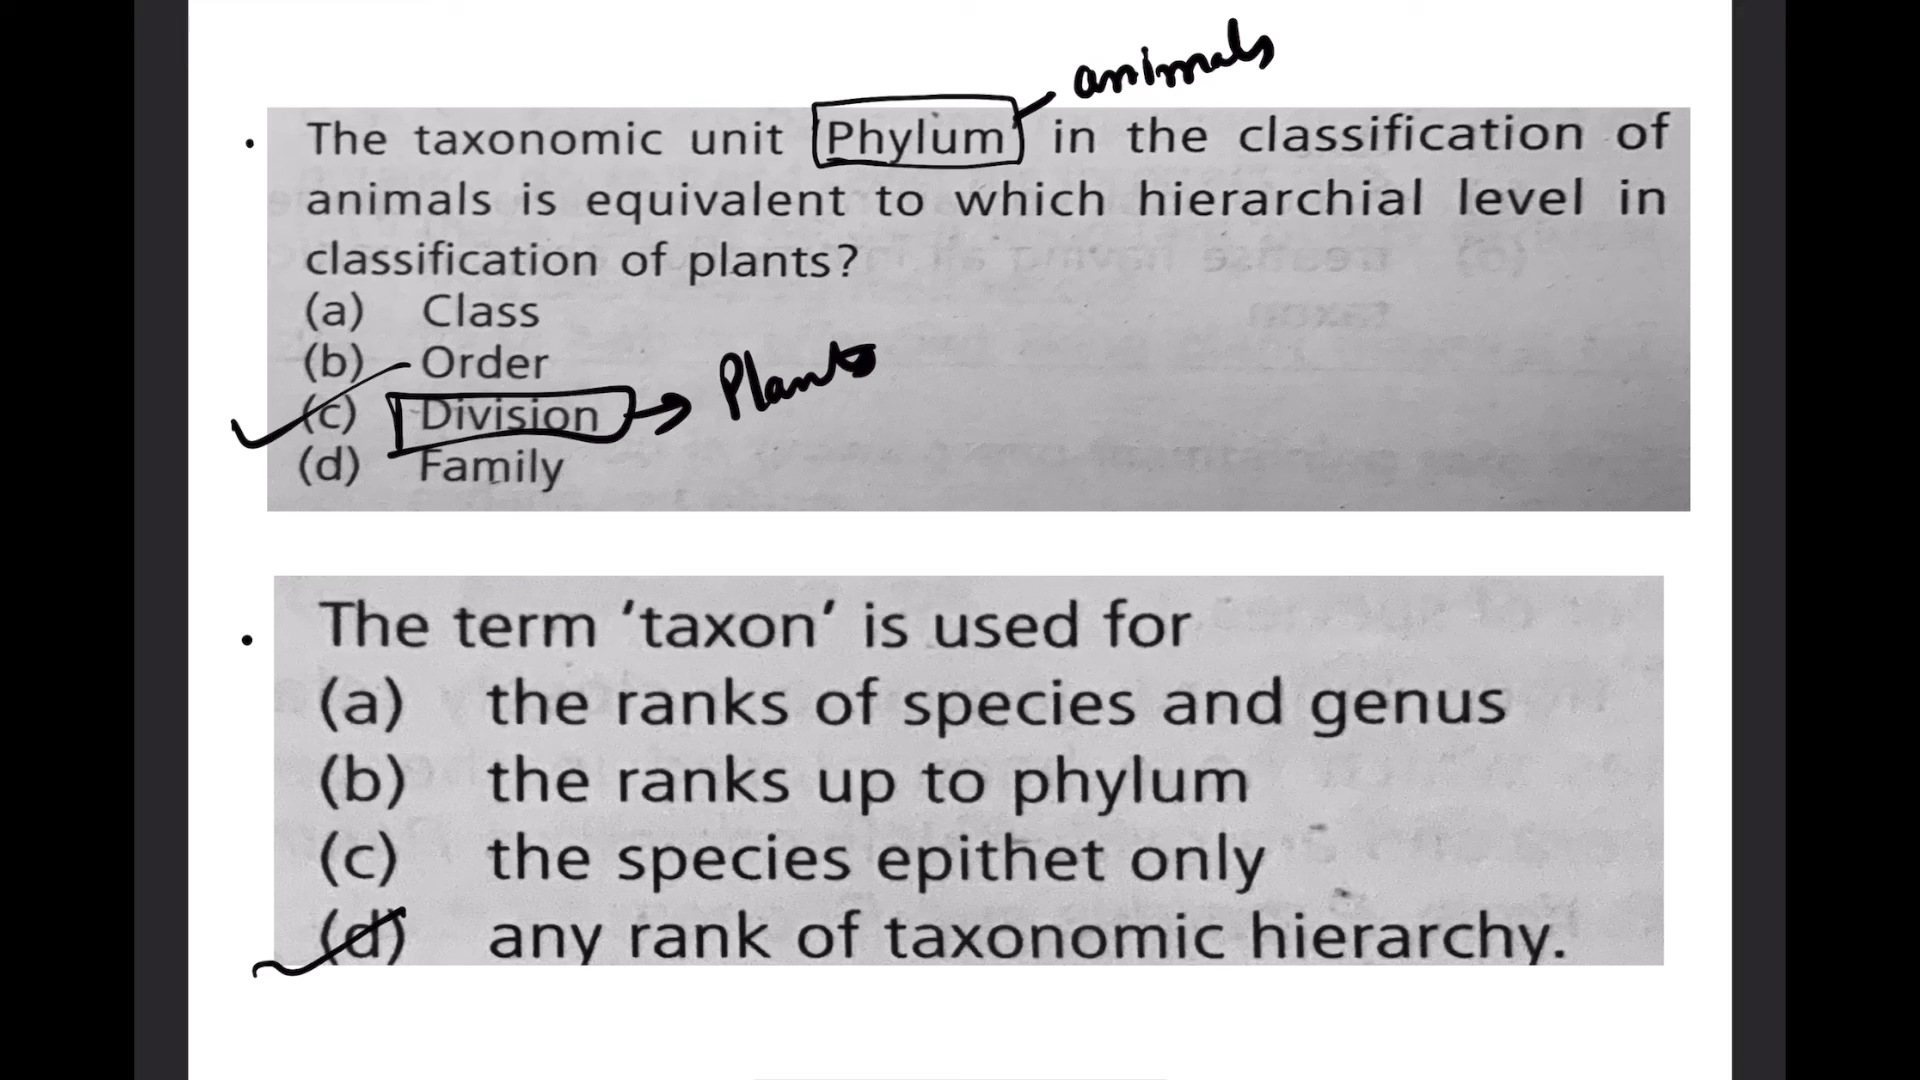 animals
. The taxonomic unit Phylum in the classification of
animals is equivalent to which hierarchial level in
classification of plants?
(a) Class
(b) Order
(c) Division → Plants
(d) Family
. The term ‘taxon’ is used for
(a) the ranks of species and genus
(b) the ranks up to phylum
(c) the species epithet only
(d) any rank of taxonomic hierarchy.